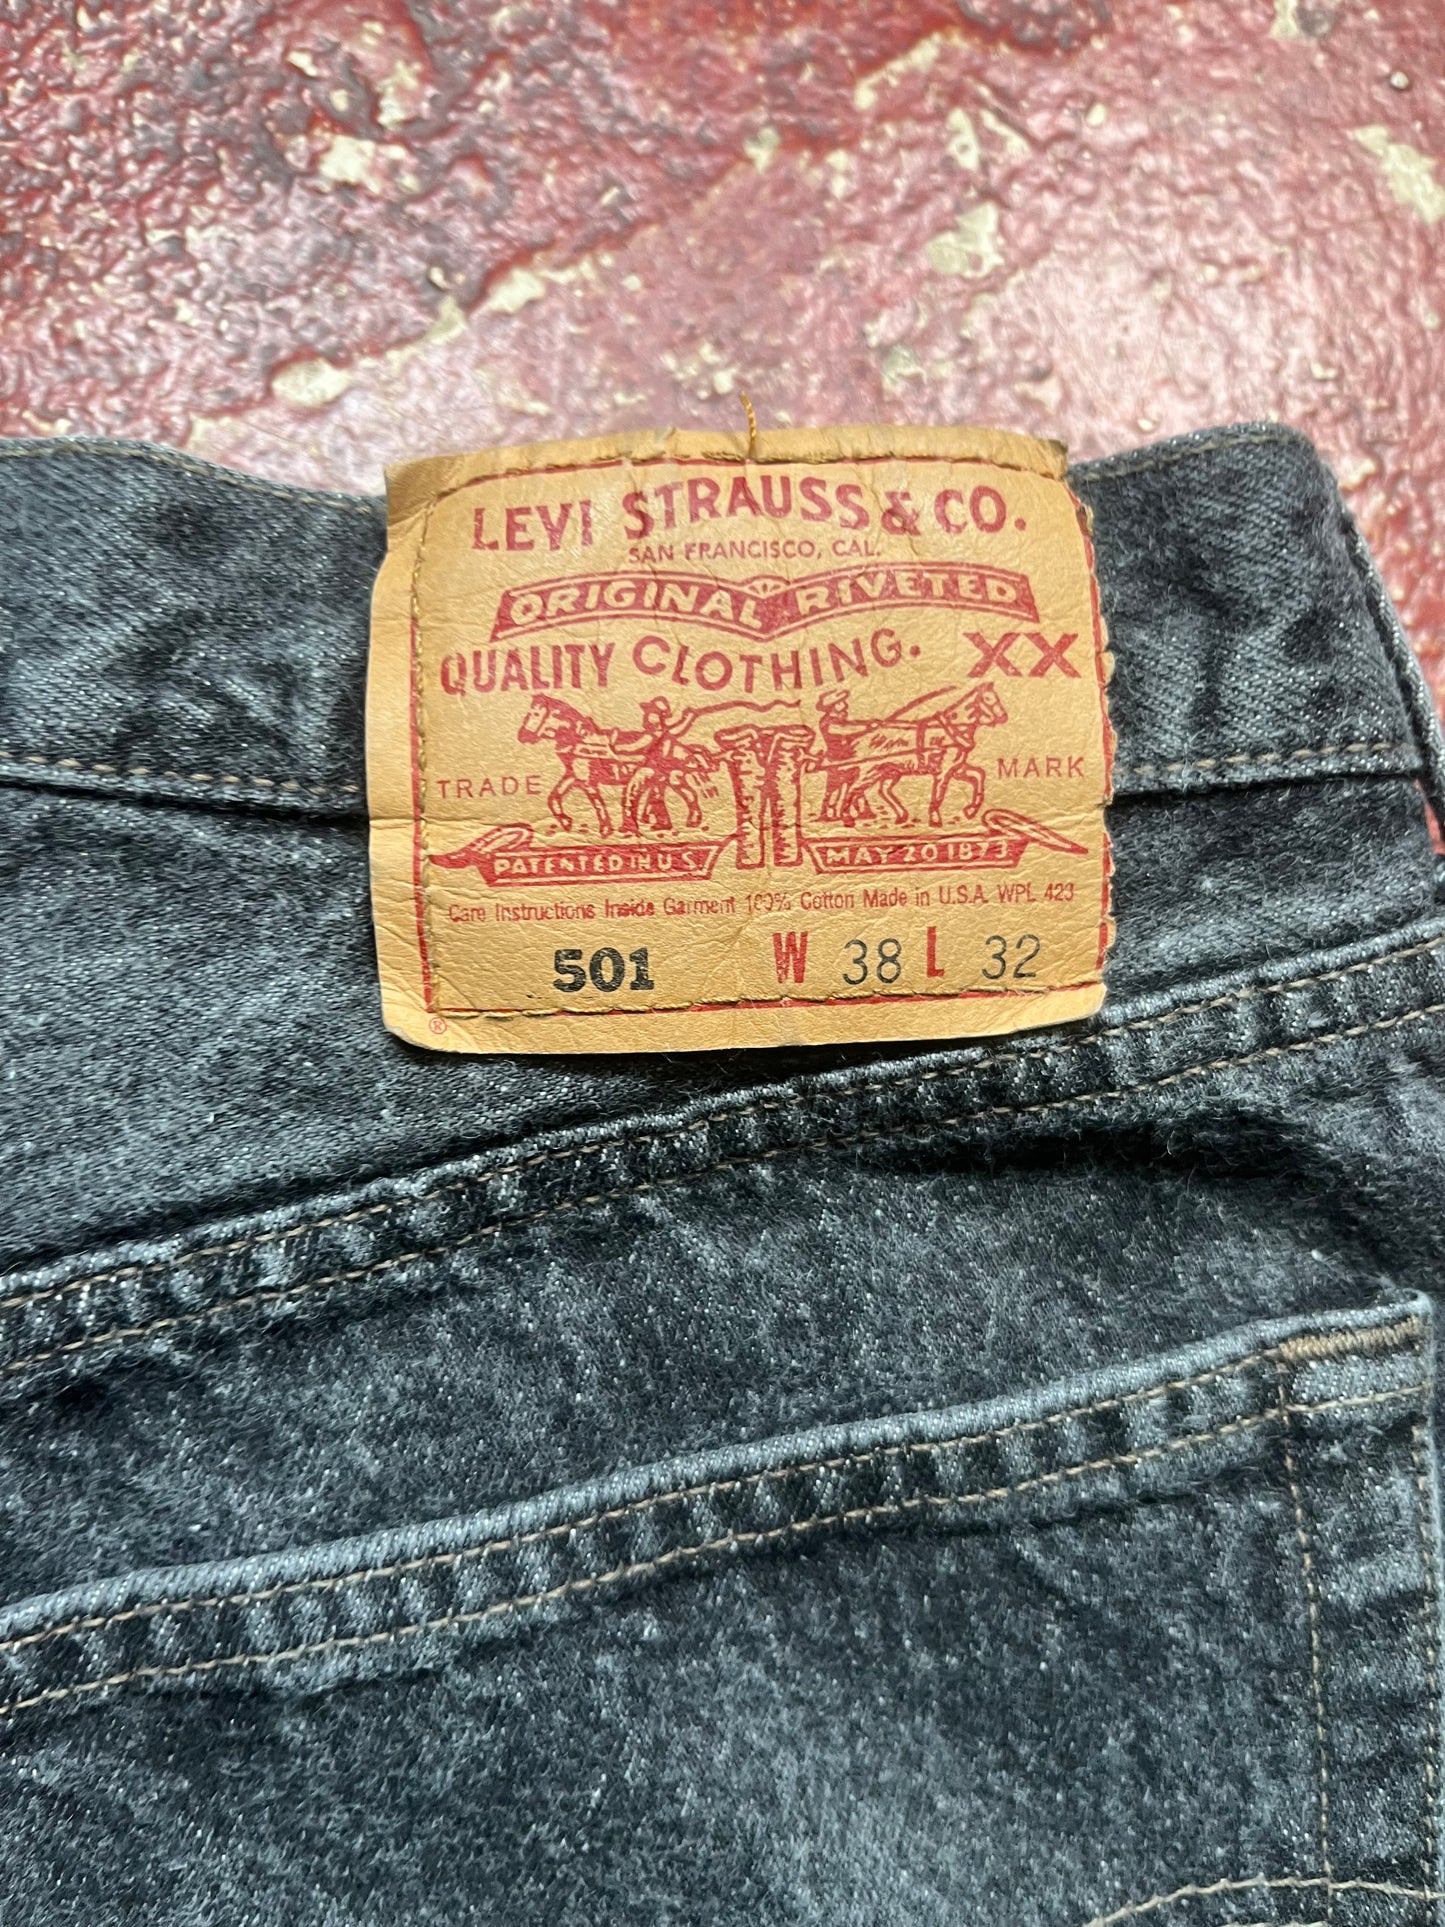 LEVI STRAUSS & CO.
SAN FRANCISCO, CAL.
ORIGINAL RIVETED
QUALITY CLOTHING. XX
TRADE MARK
PATENTED IN U.S. MAY 20 1873
Care Instructions Inside Garment 100% Cotton Made in U.S.A. WPL 423
501 W 38 L 32
®